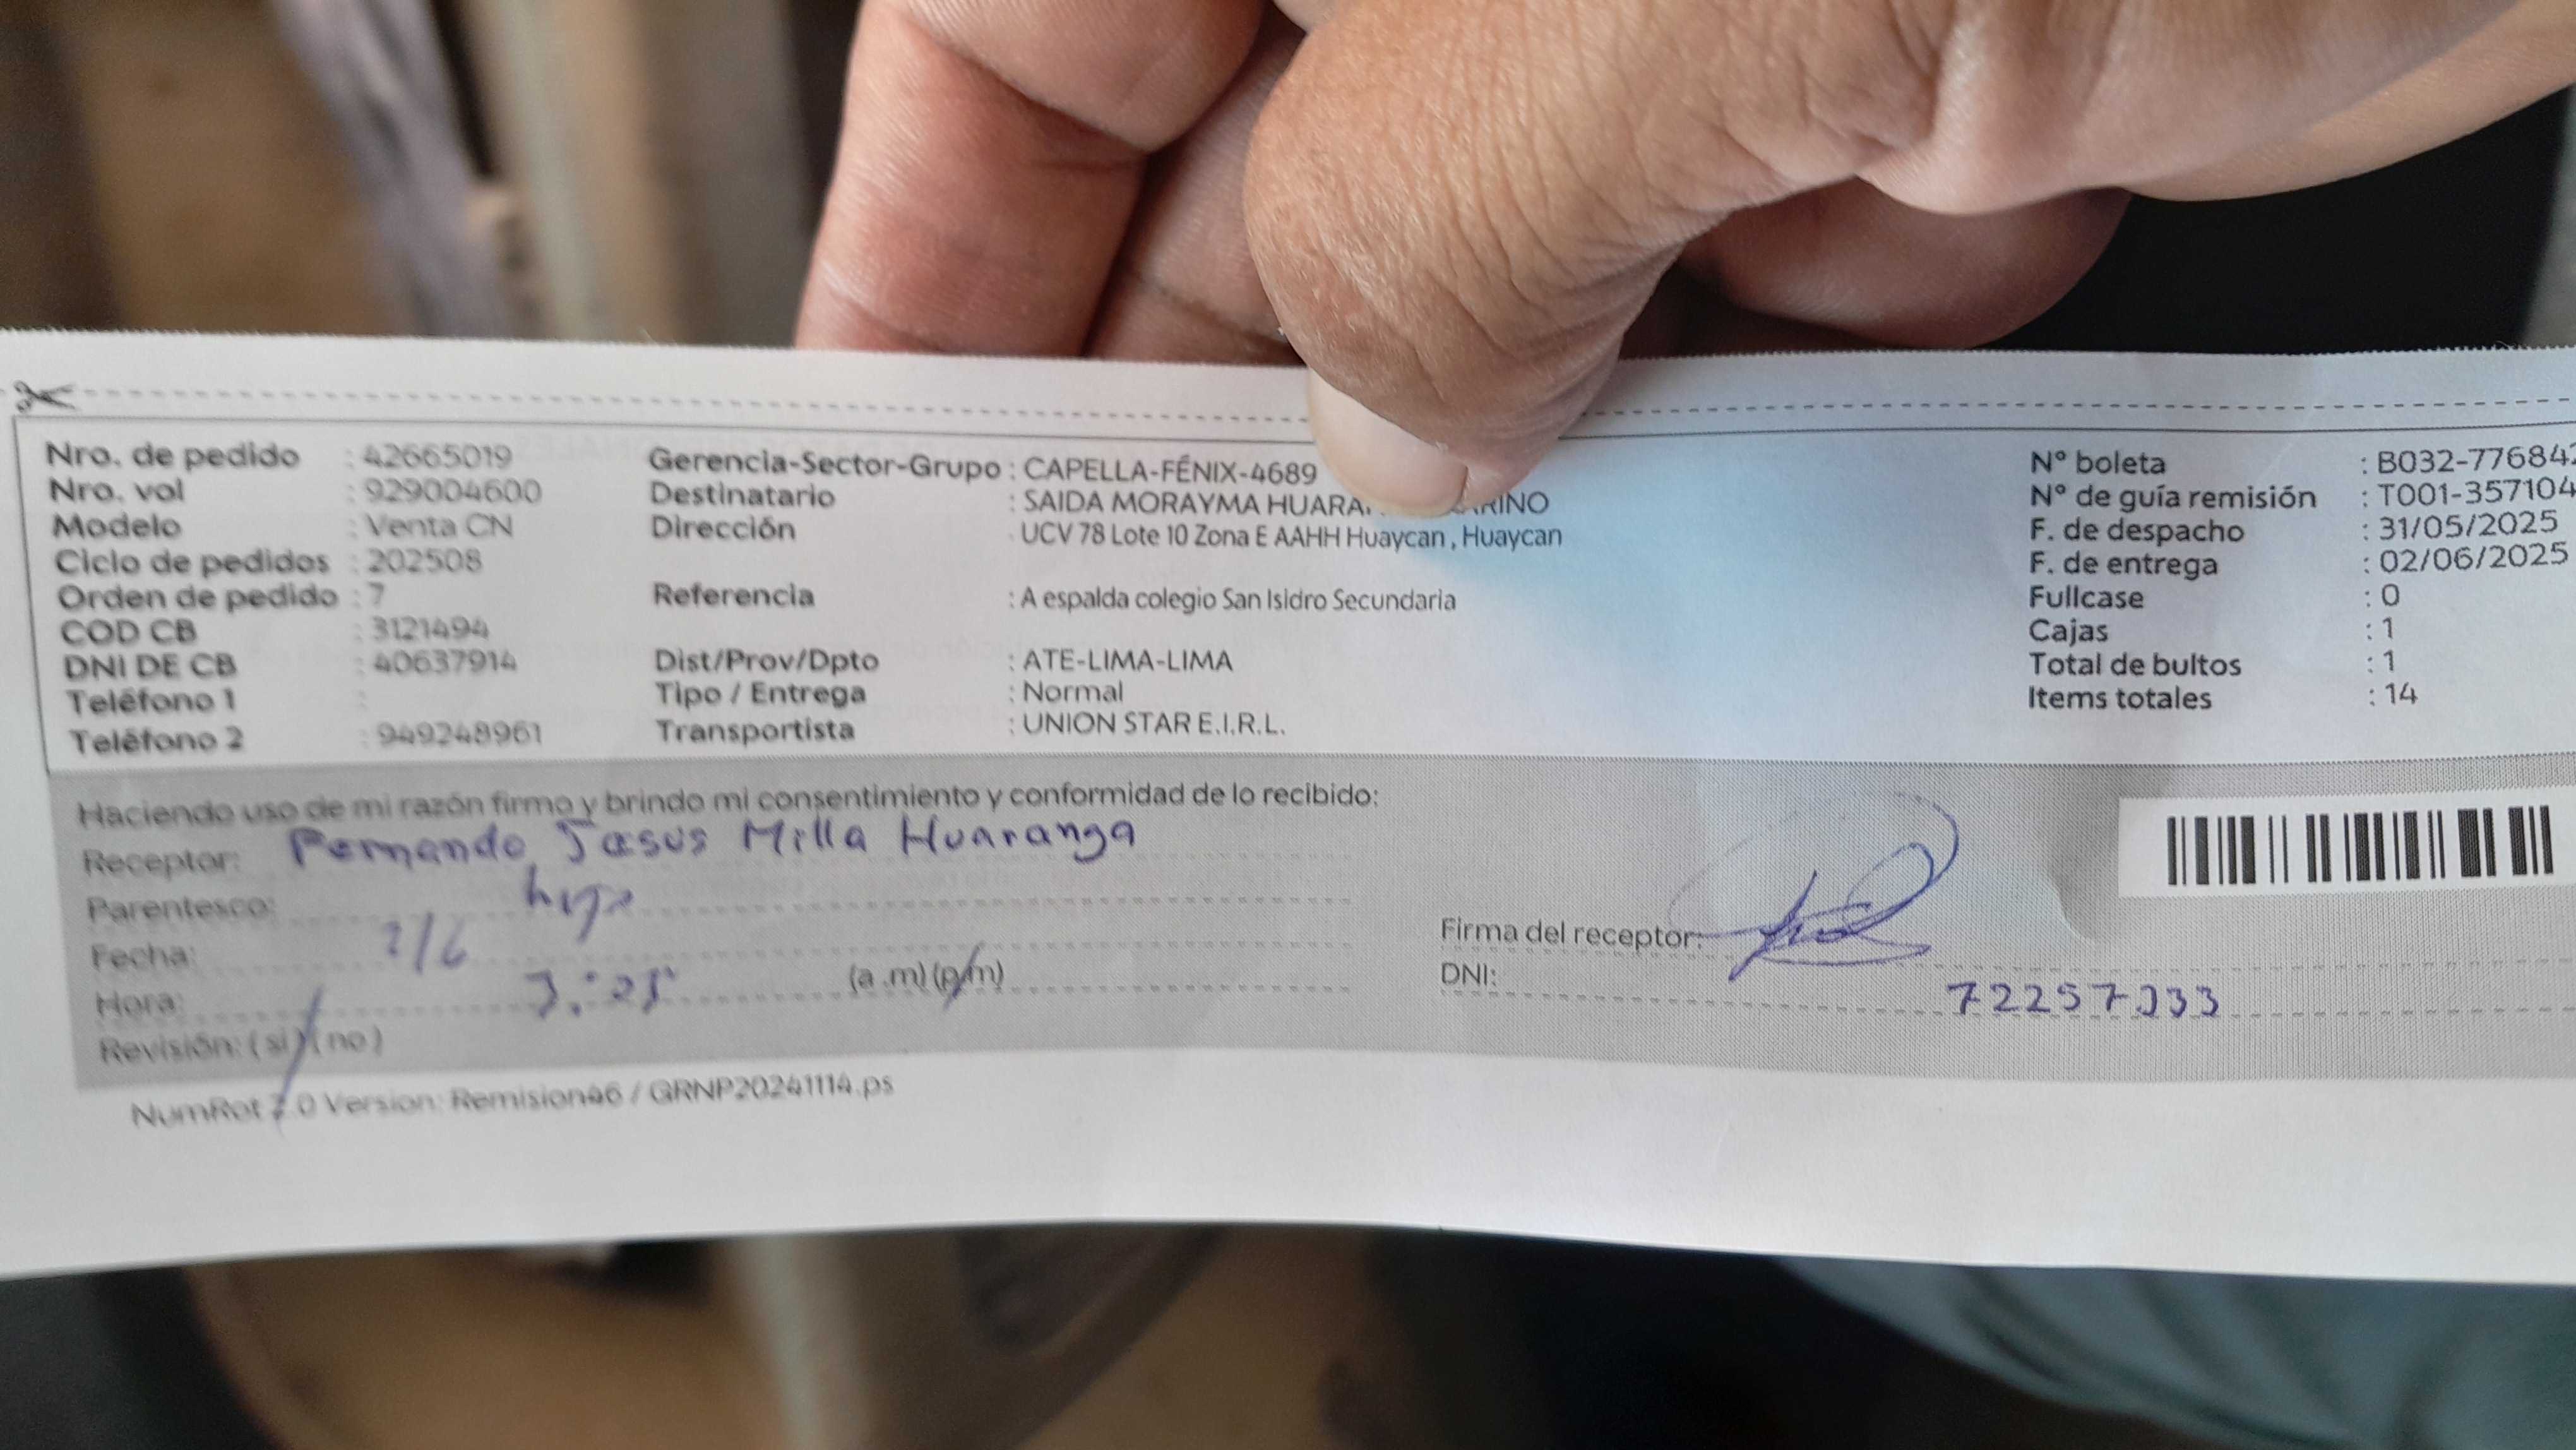 Nro. de pedido : 42665019
Nro. vol : 929004600
Modelo : Venta CN
Ciclo de pedidos : 202508
Orden de pedido : 7
COD CB : 3121494
DNI DE CB : 40637914
Teléfono 1 :
Teléfono 2 : 949248961
Gerencia-Sector-Grupo : CAPELLA-FÉNIX-4689
Destinatario : SAIDA MORAYMA
Dirección UCV 78 Lote 10 Zona E AAHH Huaycan , Huaycan
Referencia : A espalda colegio San Isidro Secundaria
Dist/Prov/Dpto : ATE-LIMA-LIMA
Tipo / Entrega : Normal
Transportista : UNION STAR E.I.R.L.
N° boleta : B032-77684
N° de guía remisión : T001-357104
F. de despacho : 31/05/2025
F. de entrega : 02/06/2025
Fullcase : 0
Cajas : 1
Total de bultos : 1
Items totales : 14
Haciendo uso de mi razón firmo y brindo mi consentimiento y conformidad de lo recibido:
Receptor: Fernando Jesus Milla Huaranga
Parentesco: hijo
Fecha: 2/6
Hora: (a .m) (p.m)
Revisión: ( si ) ( no )
Firma del receptor:
DNI:
NumRot 7.0 Version: Remision46 / GRNP20241114.ps